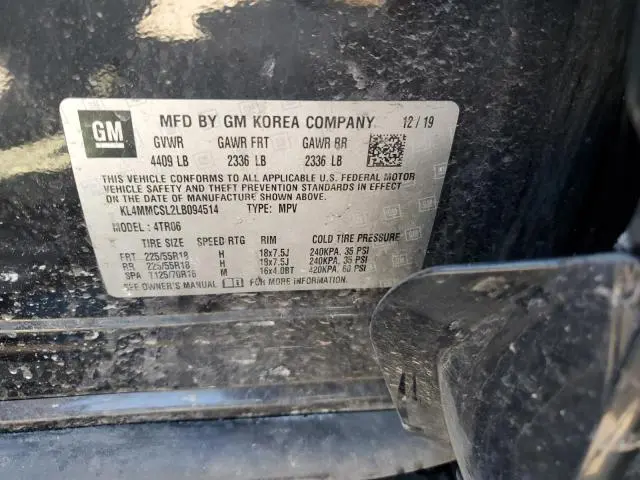 GM
MFD BY GM KOREA COMPANY 12/19
GVWR GAWR FRT GAWR RR
4409 LB 2336 LB 2336 LB
THIS VEHICLE CONFORMS TO ALL APPLICABLE U.S. FEDERAL MOTOR
VEHICLE SAFETY AND THEFT PREVENTION STANDARDS IN EFFECT ON
THE DATE OF MANUFACTURE SHOWN ABOVE.
KL4MMCSL2LB094514 TYPE: MPV
MODEL: 4TR06
TIRE SIZE SPEED RTG RIM COLD TIRE PRESSURE
FRT 225/55R18 H 18x7.5J 240KPA, 35 PSI
RR 225/55R18 H 18x7.5J 240KPA, 35 PSI
SPA T125/70R16 M 16x4.0BT 420KPA, 60 PSI
SEE OWNER'S MANUAL FOR MORE INFORMATION.